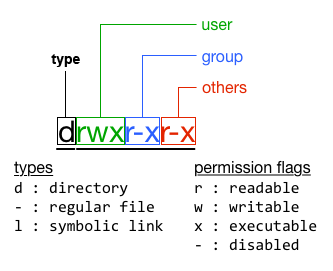 user
group
type
others
drwxr-xr-x
types
d : directory
- : regular file
l : symbolic link
permission flags
r : readable
w : writable
x : executable
- : disabled